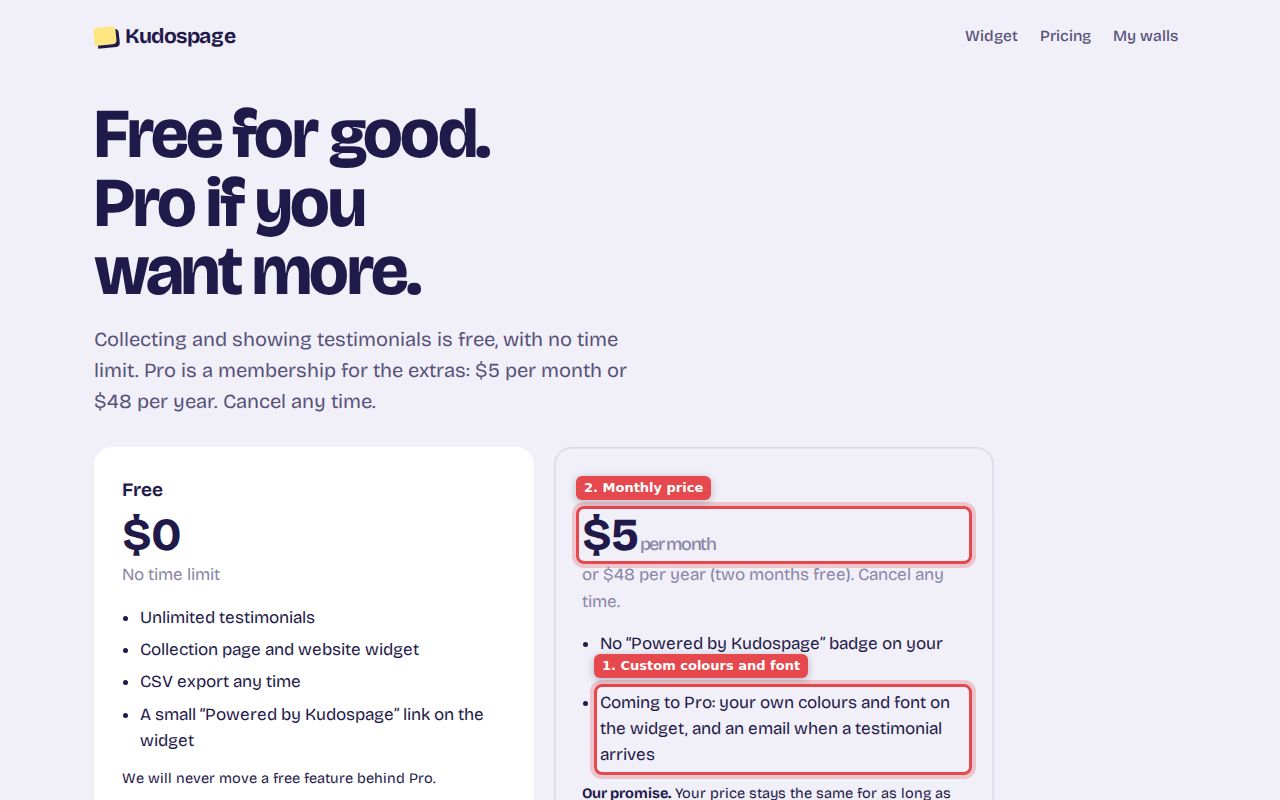 Kudospage
Widget
Pricing
My walls
Free for good.
Pro if you
want more.
Collecting and showing testimonials is free, with no time
limit. Pro is a membership for the extras: $5 per month or
$48 per year. Cancel any time.
Free
$0
No time limit
Unlimited testimonials
Collection page and website widget
CSV export any time
A small “Powered by Kudospage” link on the
widget
We will never move a free feature behind Pro.
2. Monthly price
$5 per month
or $48 per year (two months free). Cancel any
time.
No “Powered by Kudospage” badge on your
1. Custom colours and font
Coming to Pro: your own colours and font on
the widget, and an email when a testimonial
arrives
Our promise. Your price stays the same for as long as